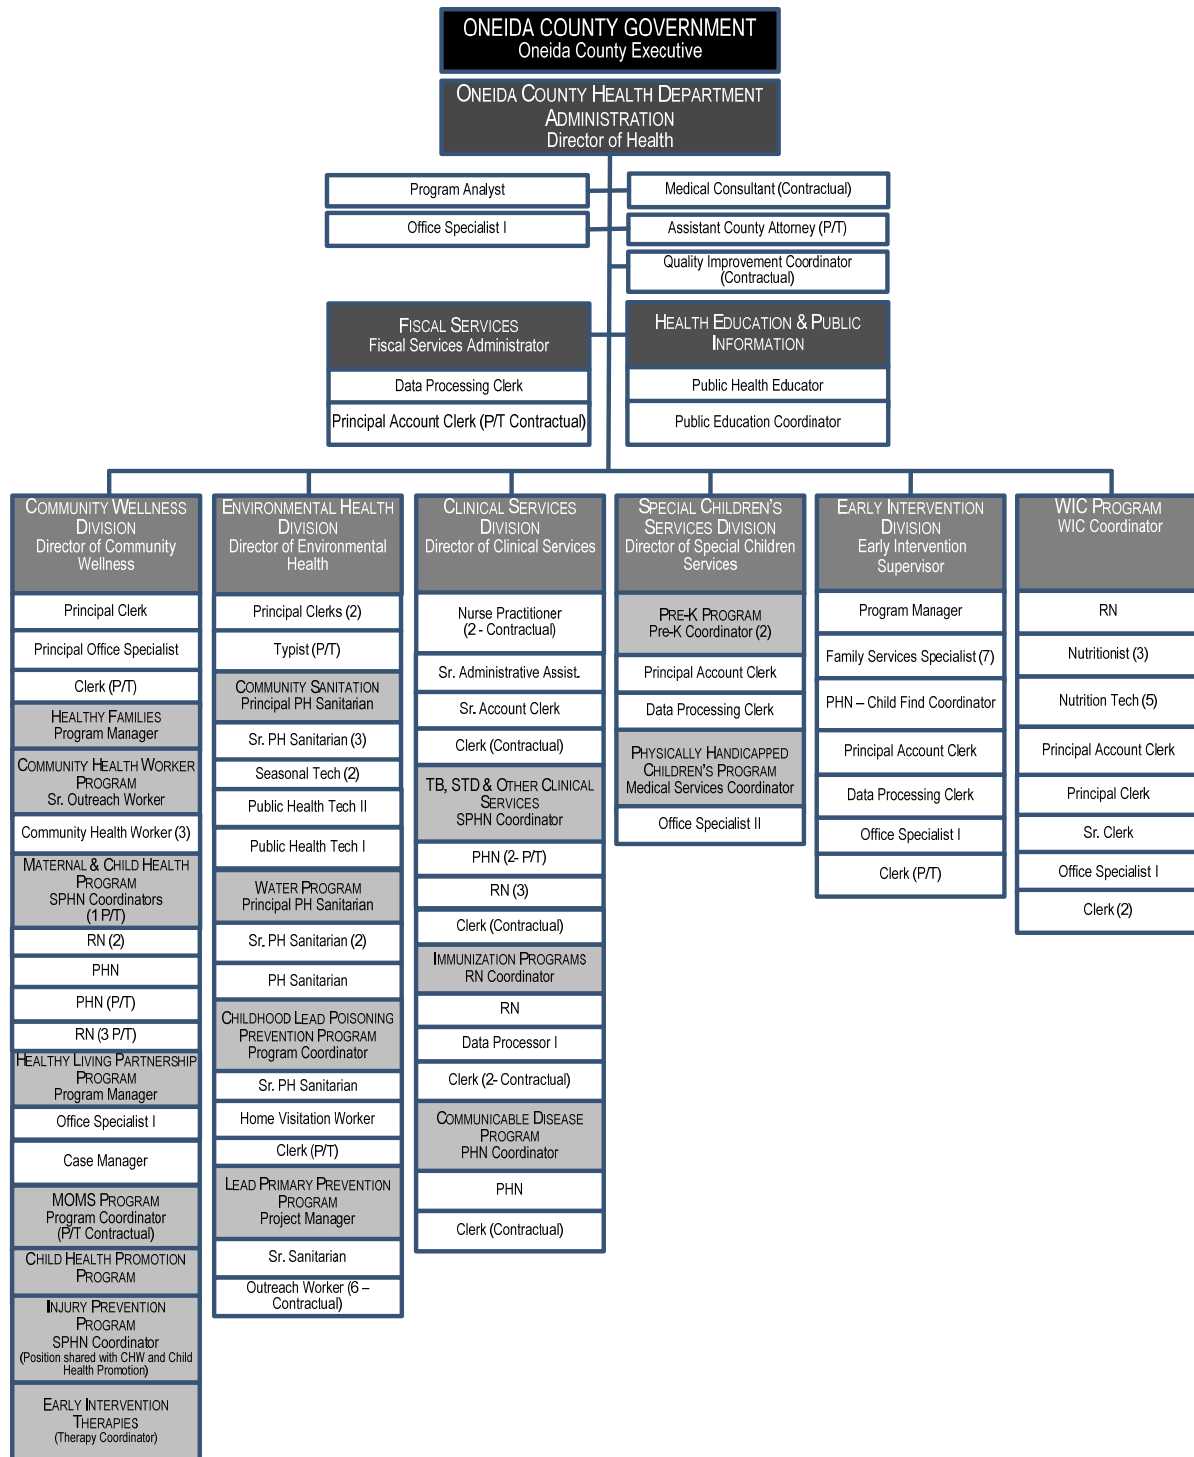 ONEIDA COUNTY GOVERNMENT
Oneida County Executive
ONEIDA COUNTY HEALTH DEPARTMENT
ADMINISTRATION
Director of Health
Program Analyst
Medical Consultant (Contractual)
Office Specialist I
Assistant County Attorney (P/T)
Quality Improvement Coordinator
(Contractual)
FISCAL SERVICES
Fiscal Services Administrator
Data Processing Clerk
Principal Account Clerk (P/T Contractual)
HEALTH EDUCATION & PUBLIC
INFORMATION
Public Health Educator
Public Education Coordinator
COMMUNITY WELLNESS
DIVISION
Director of Community
Wellness
Principal Clerk
Principal Office Specialist
Clerk (P/T)
HEALTHY FAMILIES
Program Manager
COMMUNITY HEALTH WORKER
PROGRAM
Sr. Outreach Worker
Community Health Worker (3)
MATERNAL & CHILD HEALTH
PROGRAM
SPHN Coordinators
(1 P/T)
RN (2)
PHN
PHN (P/T)
RN (3 P/T)
HEALTHY LIVING PARTNERSHIP
PROGRAM
Program Manager
Office Specialist I
Case Manager
MOMS PROGRAM
Program Coordinator
(P/T Contractual)
CHILD HEALTH PROMOTION
PROGRAM
INJURY PREVENTION
PROGRAM
SPHN Coordinator
(Position shared with CHW and Child
Health Promotion)
EARLY INTERVENTION
THERAPIES
(Therapy Coordinator)
ENVIRONMENTAL HEALTH
DIVISION
Director of Environmental
Health
Principal Clerks (2)
Typist (P/T)
COMMUNITY SANITATION
Principal PH Sanitarian
Sr. PH Sanitarian (3)
Seasonal Tech (2)
Public Health Tech II
Public Health Tech I
WATER PROGRAM
Principal PH Sanitarian
Sr. PH Sanitarian (2)
PH Sanitarian
CHILDHOOD LEAD POISONING
PREVENTION PROGRAM
Program Coordinator
Sr. PH Sanitarian
Home Visitation Worker
Clerk (P/T)
LEAD PRIMARY PREVENTION
PROGRAM
Project Manager
Sr. Sanitarian
Outreach Worker (6 –
Contractual)
CLINICAL SERVICES
DIVISION
Director of Clinical Services
Nurse Practitioner
(2 - Contractual)
Sr. Administrative Assist.
Sr. Account Clerk
Clerk (Contractual)
TB, STD & OTHER CLINICAL
SERVICES
SPHN Coordinator
PHN (2- P/T)
RN (3)
Clerk (Contractual)
IMMUNIZATION PROGRAMS
RN Coordinator
RN
Data Processor I
Clerk (2- Contractual)
COMMUNICABLE DISEASE
PROGRAM
PHN Coordinator
PHN
Clerk (Contractual)
SPECIAL CHILDREN'S
SERVICES DIVISION
Director of Special Children
Services
PRE-K PROGRAM
Pre-K Coordinator (2)
Principal Account Clerk
Data Processing Clerk
PHYSICALLY HANDICAPPED
CHILDREN'S PROGRAM
Medical Services Coordinator
Office Specialist II
EARLY INTERVENTION
DIVISION
Early Intervention
Supervisor
Program Manager
Family Services Specialist (7)
PHN – Child Find Coordinator
Principal Account Clerk
Data Processing Clerk
Office Specialist I
Clerk (P/T)
WIC PROGRAM
WIC Coordinator
RN
Nutritionist (3)
Nutrition Tech (5)
Principal Account Clerk
Principal Clerk
Sr. Clerk
Office Specialist I
Clerk (2)